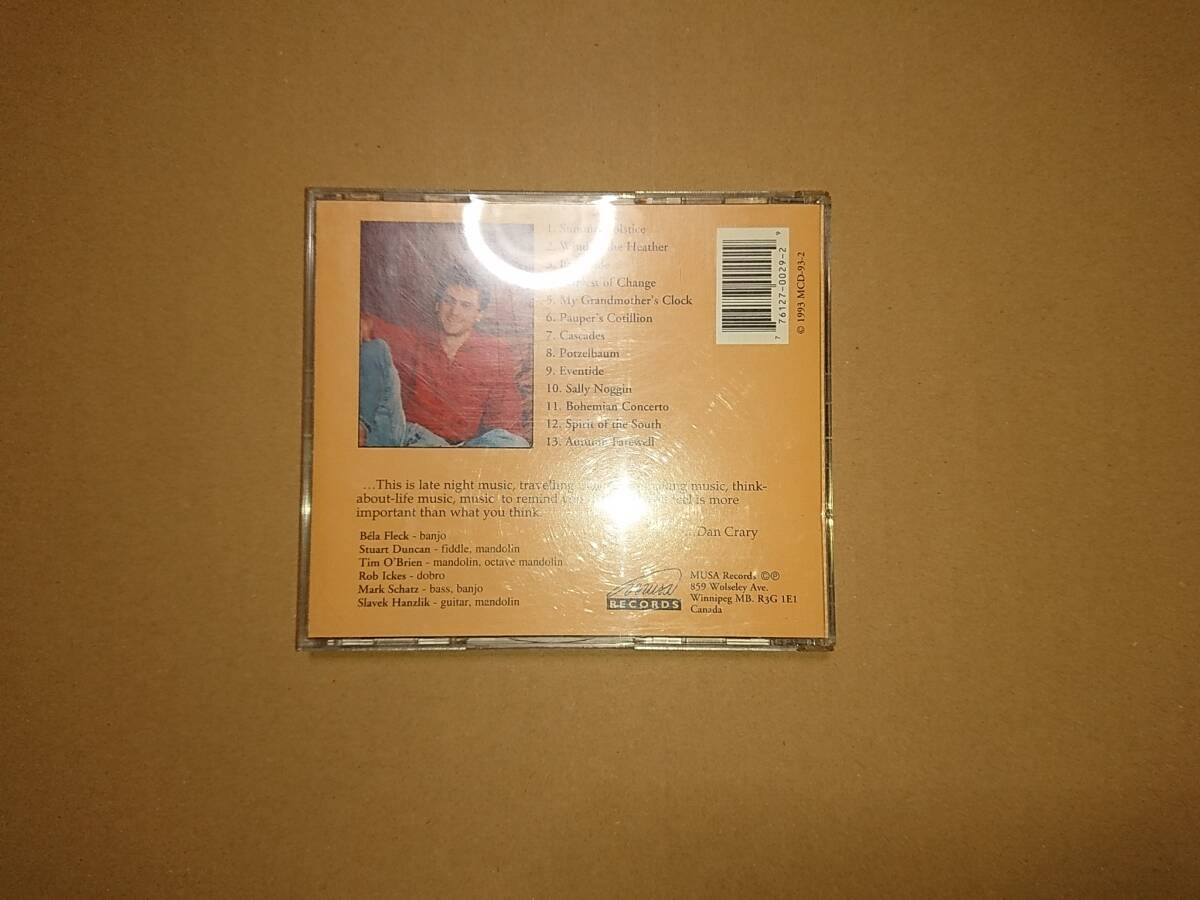 1. Summer Solstice
2. Wind the Heather
3.
of Change
5. My Grandmother's Clock
6. Pauper's Cotillion
7. Cascades
8. Potzelbaum
9. Eventide
10. Sally Noggin
11. Bohemian Concerto
12. Spirit of the South
13. Autumn Farewell
7 76127-0029-2 9
© 1993 MCD-93-2
...This is late night music, travelling music, think-
about-life music, music to remind you is more
important than what you think.
...Dan Crary
Béla Fleck - banjo
Stuart Duncan - fiddle, mandolin
Tim O'Brien - mandolin, octave mandolin
Rob Ickes - dobro
Mark Schatz - bass, banjo
Slavek Hanzlik - guitar, mandolin
RECORDS
MUSA Records ©℗
859 Wolseley Ave.
Winnipeg MB. R3G 1E1
Canada